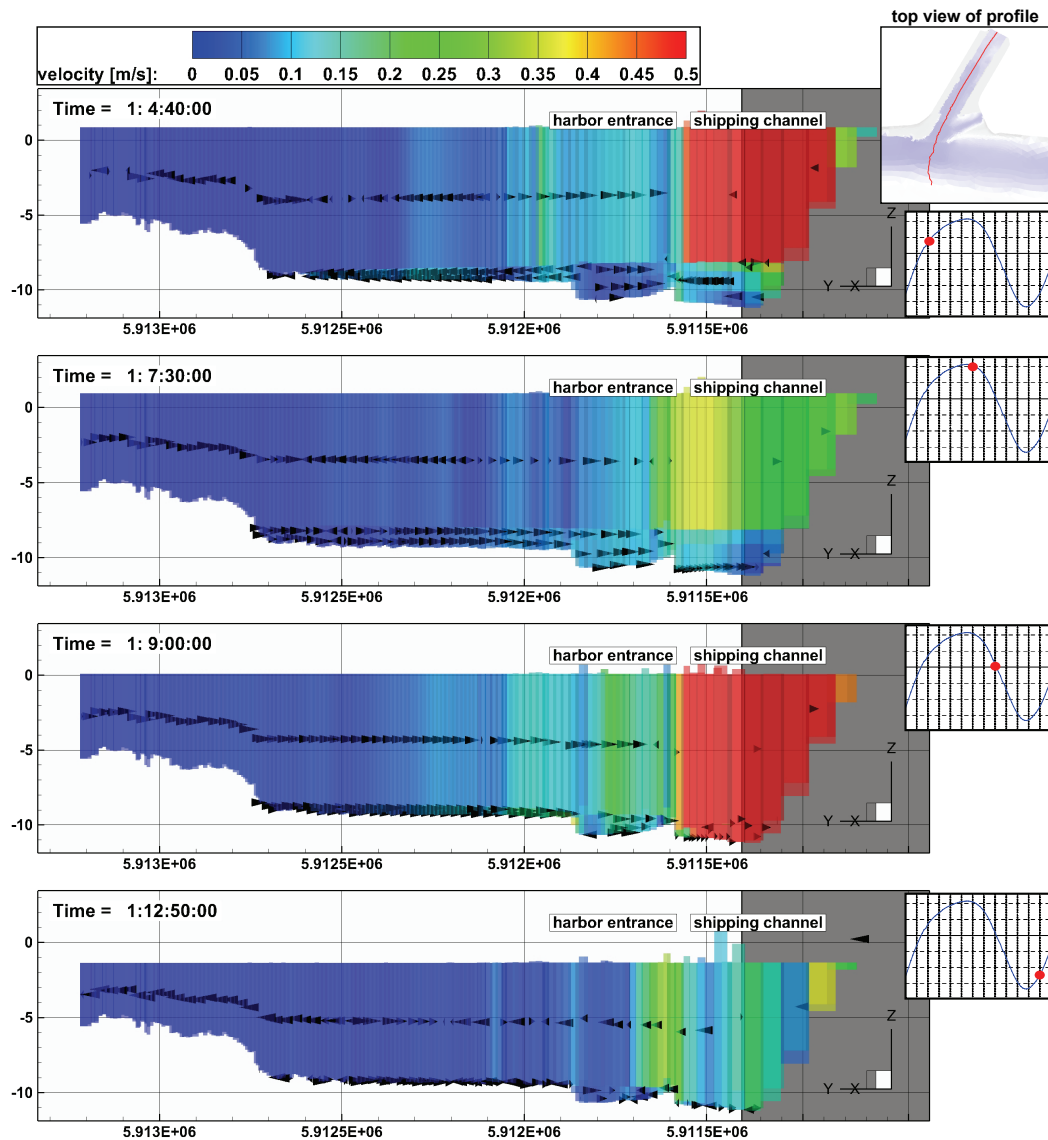 top view of profile
velocity [m/s]: 0 0.05 0.1 0.15 0.2 0.25 0.3 0.35 0.4 0.45 0.5
Time = 1: 4:40:00
harbor entrance shipping channel
0
-5
-10
Z
Y X
5.913E+06 5.9125E+06 5.912E+06 5.9115E+06
Time = 1: 7:30:00
harbor entrance shipping channel
0
-5
-10
Z
Y X
5.913E+06 5.9125E+06 5.912E+06 5.9115E+06
Time = 1: 9:00:00
harbor entrance shipping channel
0
-5
-10
Z
Y X
5.913E+06 5.9125E+06 5.912E+06 5.9115E+06
Time = 1:12:50:00
harbor entrance shipping channel
0
-5
-10
Z
Y X
5.913E+06 5.9125E+06 5.912E+06 5.9115E+06